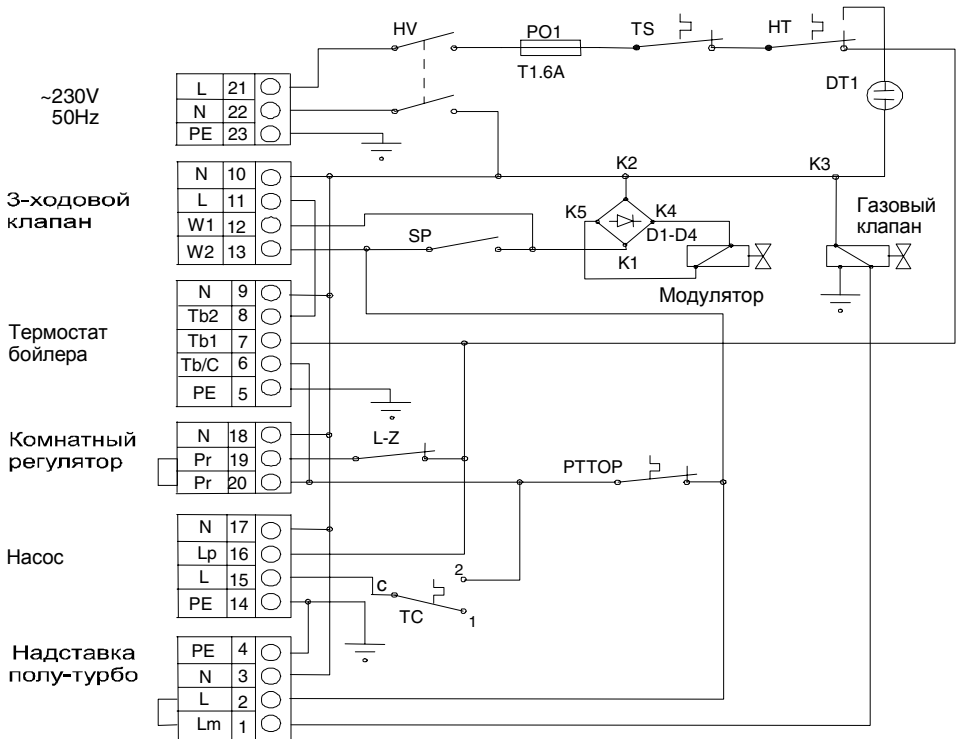 HV
PO1
T1.6A
TS
HT
DT1
~230V
50Hz
L 21
N 22
PE 23
3-ходовой
клапан
N 10
L 11
W1 12
W2 13
SP
K2
K5
K4
D1-D4
K1
K3
Модулятор
Газовый
клапан
Термостат
бойлера
N 9
Tb2 8
Tb1 7
Tb/C 6
PE 5
Комнатный
регулятор
N 18
Pr 19
Pr 20
L-Z
PTTOP
Насос
N 17
Lp 16
L 15
PE 14
C
TC
2
1
Надставка
полу-турбо
PE 4
N 3
L 2
Lm 1